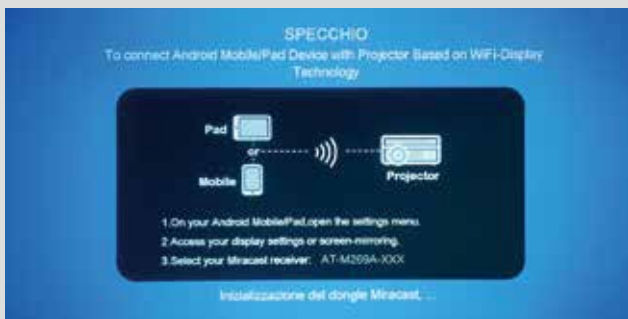 SPECCHIO
To connect Android Mobile/Pad Device with Projector Based on WiFi-Display
Technology
Pad
or
Mobile
Projector
1.On your Android Mobile/Pad,open the settings menu.
2.Access your display settings or screen-mirroring.
3.Select your Miracast receiver: AT-M269A-XXX
Inizializzazione del dongle Miracast, ...